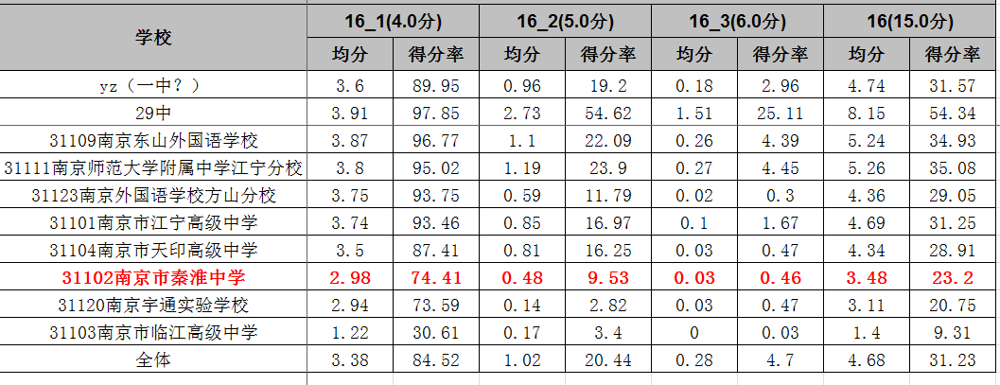 学校 16_1(4.0分) 16_2(5.0分) 16_3(6.0分) 16(15.0分)
均分 得分率 均分 得分率 均分 得分率 均分 得分率
yz（一中？） 3.6 89.95 0.96 19.2 0.18 2.96 4.74 31.57
29中 3.91 97.85 2.73 54.62 1.51 25.11 8.15 54.34
31109南京东山外国语学校 3.87 96.77 1.1 22.09 0.26 4.39 5.24 34.93
31111南京师范大学附属中学江宁分校 3.8 95.02 1.19 23.9 0.27 4.45 5.26 35.08
31123南京外国语学校方山分校 3.75 93.75 0.59 11.79 0.02 0.3 4.36 29.05
31101南京市江宁高级中学 3.74 93.46 0.85 16.97 0.1 1.67 4.69 31.25
31104南京市天印高级中学 3.5 87.41 0.81 16.25 0.03 0.47 4.34 28.91
31102南京市秦淮中学 2.98 74.41 0.48 9.53 0.03 0.46 3.48 23.2
31120南京宇通实验学校 2.94 73.59 0.14 2.82 0.03 0.47 3.11 20.75
31103南京市临江高级中学 1.22 30.61 0.17 3.4 0 0.03 1.4 9.31
全体 3.38 84.52 1.02 20.44 0.28 4.7 4.68 31.23